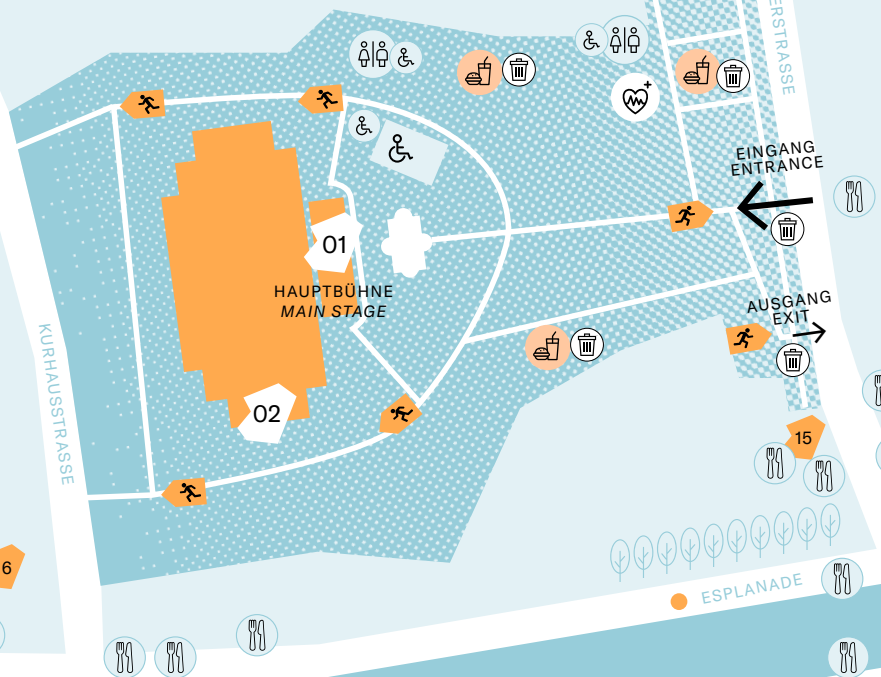 ERSTRASSE
EINGANG
ENTRANCE
01
HAUPTBÜHNE
MAIN STAGE
AUSGANG
EXIT
KURHAUSSTRASSE
02
15
6
ESPLANADE